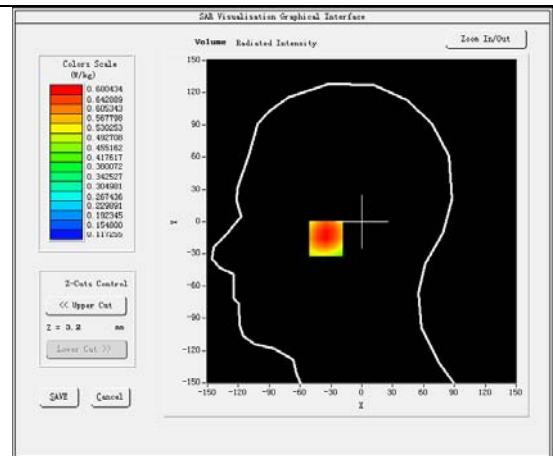 SAR Visualisation Graphical Interface
Colors Scale
(W/kg)
0.680434
0.642889
0.605343
0.567798
0.530253
0.492708
0.455162
0.417617
0.380072
0.342527
0.304981
0.267436
0.229891
0.192345
0.154800
0.117255
Z-Cuts Control
<< Upper Cut
Z = 3.2 mm
Lower Cut >>
SAVE Cancel
Volume Radiated Intensity
Zoom In/Out
150
120
90
60
30
0
-30
-60
-90
-120
-150
Y
-150 -120 -90 -60 -30 0 30 60 90 120 150
X